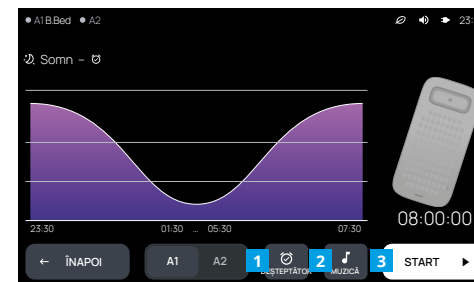 A1 B.Bed A2 23:
Somn –
23:30 01:30 ... 05:30 07:30
08:00:00
← ÎNAPOI A1 A2 1 DEȘTEPTĂTOR 2 MUZICĂ 3 START